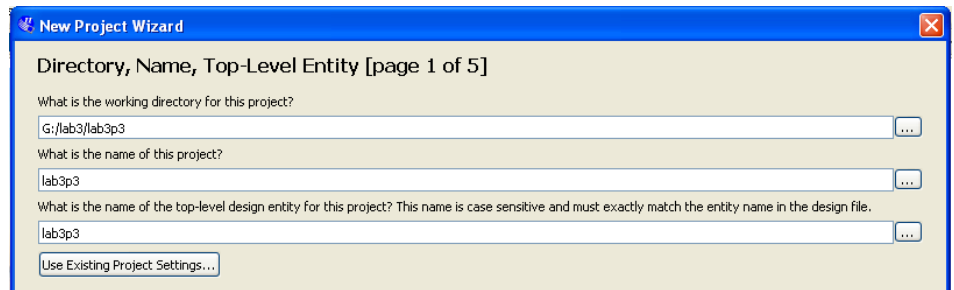 New Project Wizard
Directory, Name, Top-Level Entity [page 1 of 5]
What is the working directory for this project?
G:/lab3/lab3p3
...
What is the name of this project?
lab3p3
...
What is the name of the top-level design entity for this project? This name is case sensitive and must exactly match the entity name in the design file.
lab3p3
...
Use Existing Project Settings...